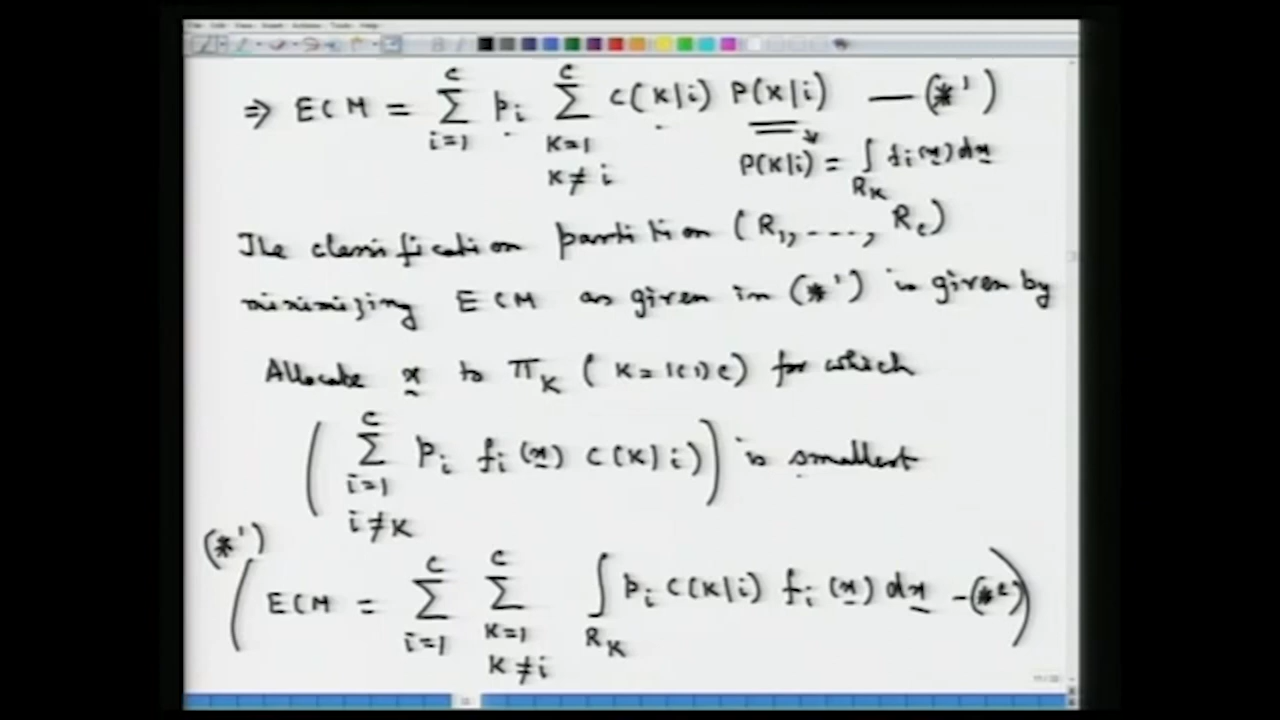 ⇒ ECM = Σ_{i=1}^{c} p_i Σ_{K=1, K≠i}^{c} C(K|i) P(K|i) — (*')
P(K|i) = ∫_{R_K} f_i(x) dx
The classification partition (R_1, ...., R_c)
minimizing ECM as given in (*') is given by
Allocate x to π_K (K = 1(1)c) for which
( Σ_{i=1, i≠K}^{c} p_i f_i(x) C(K|i) ) is smallest
(*')
( ECM = Σ_{i=1}^{c} Σ_{K=1, K≠i}^{c} ∫_{R_K} p_i C(K|i) f_i(x) dx